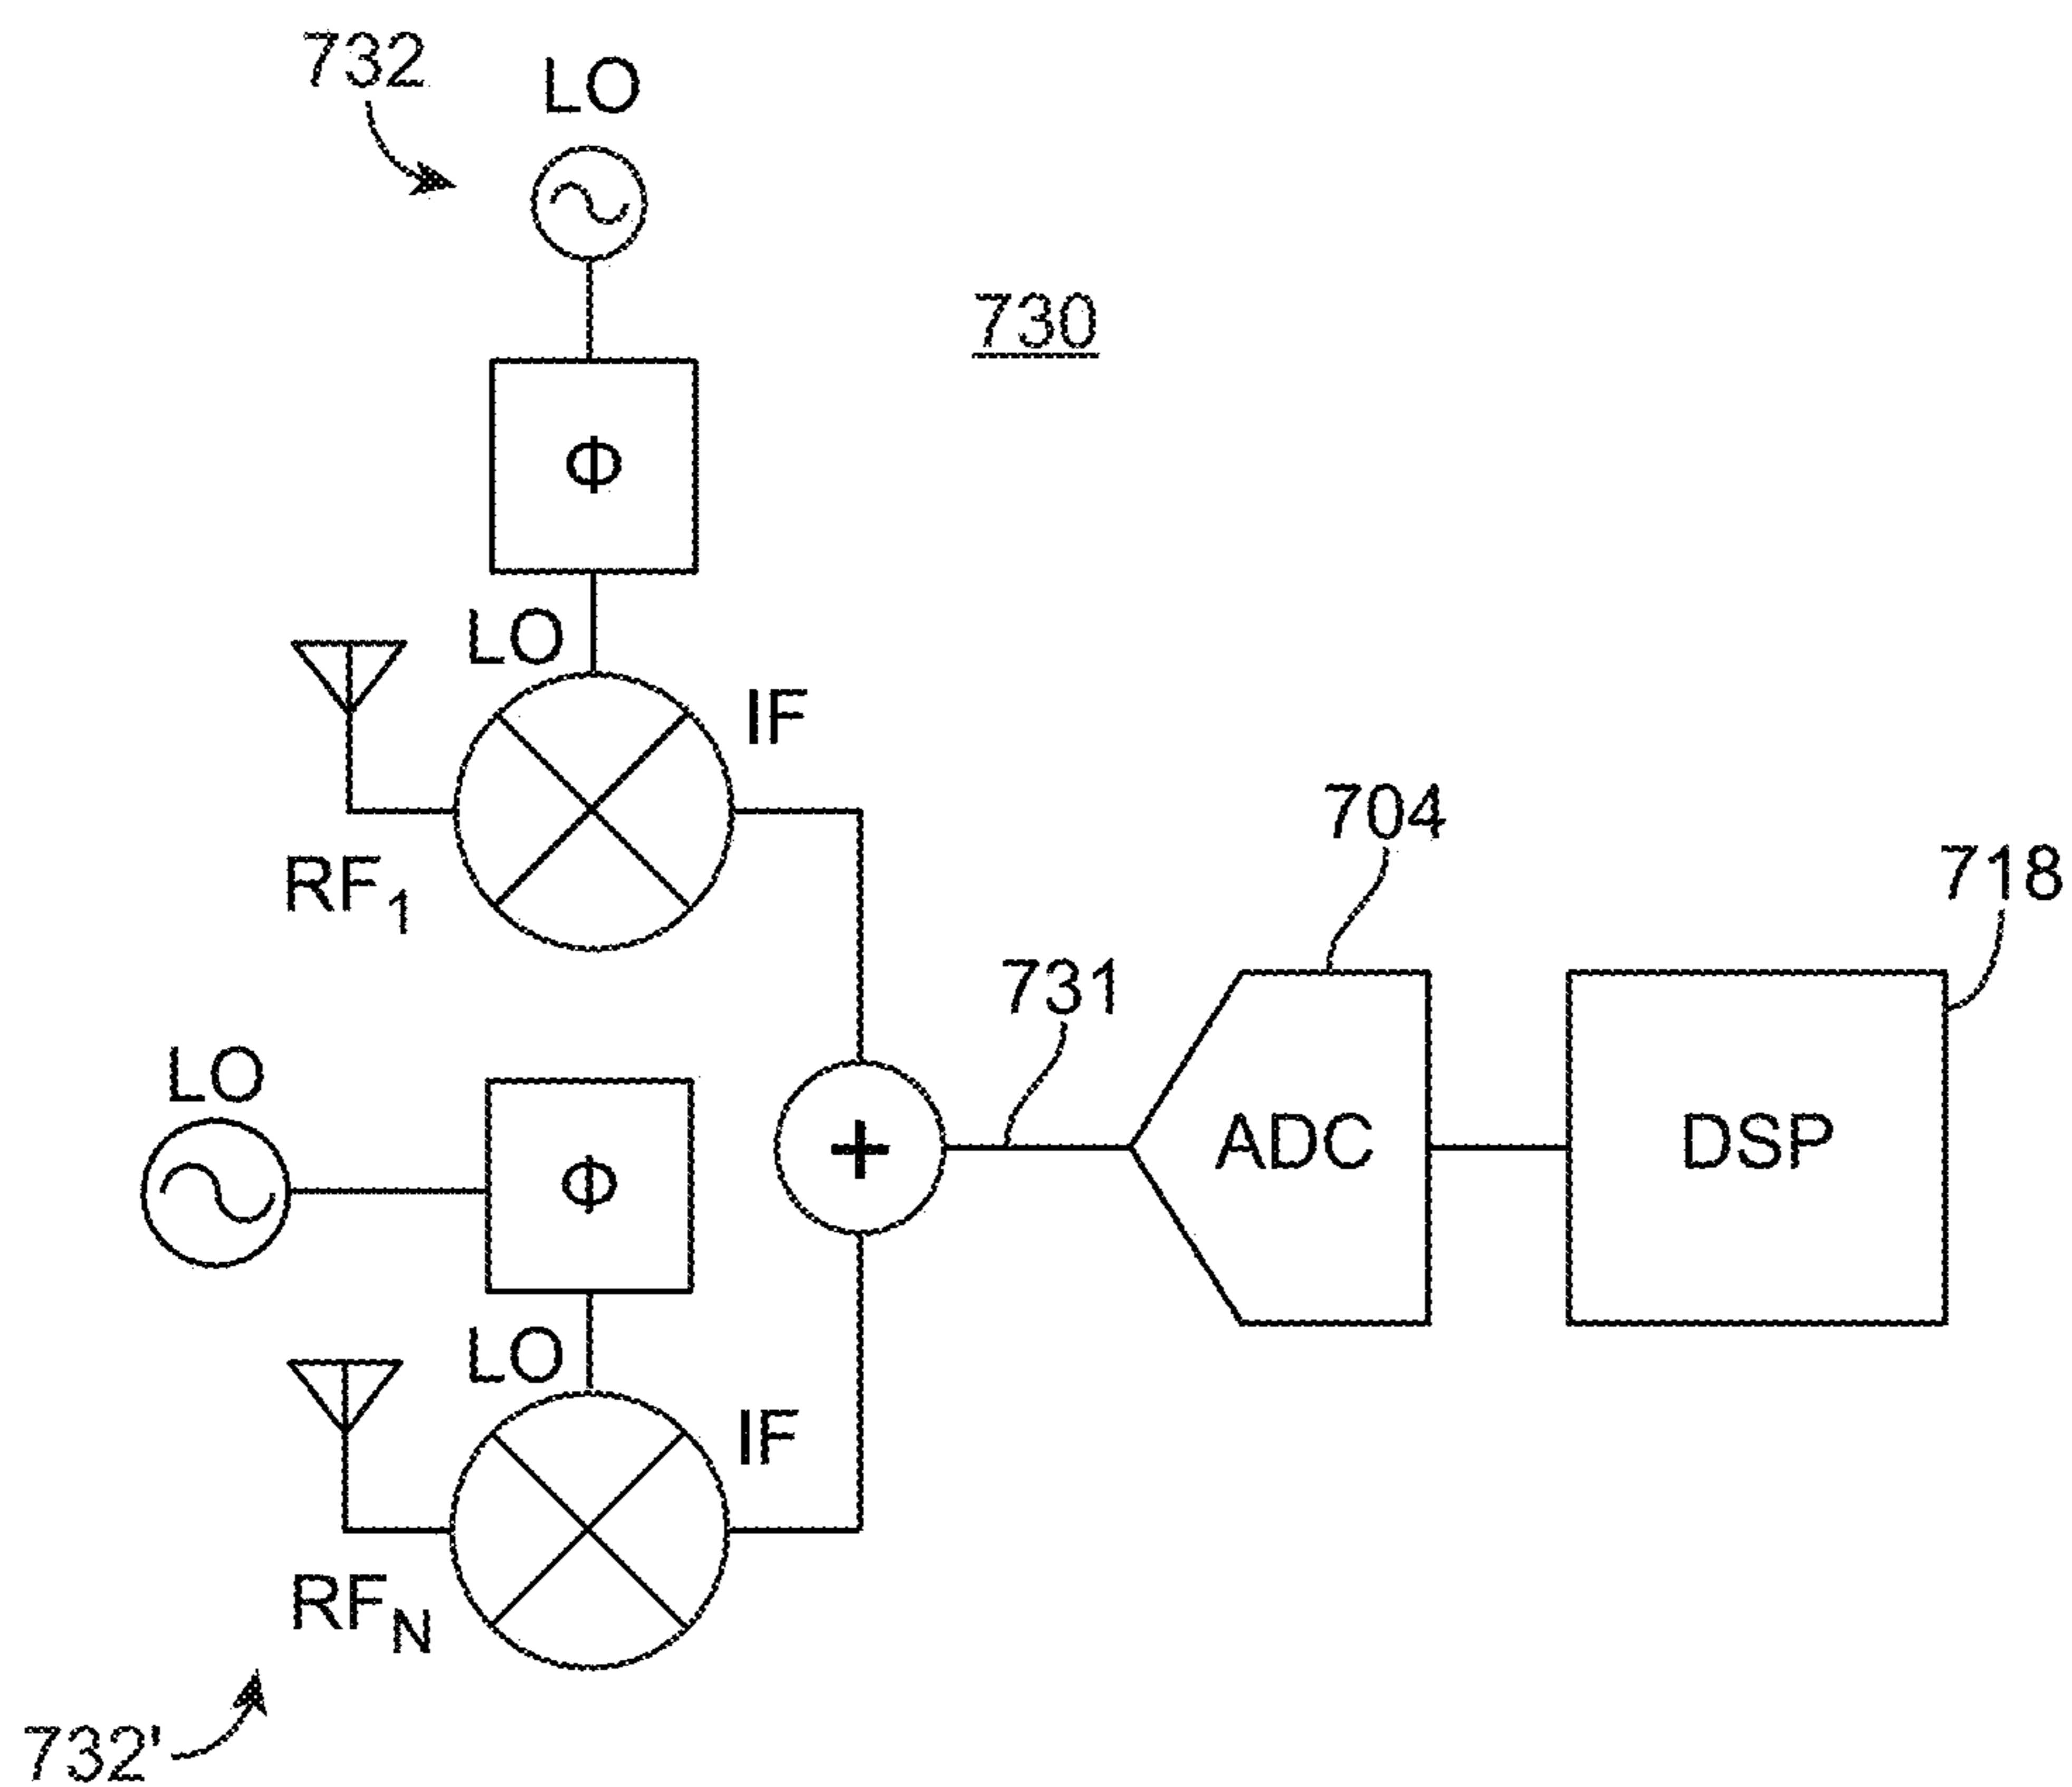 732
LO
730
Φ
LO
IF
RF1
704
718
731
LO
Φ
+
ADC
DSP
LO
IF
RFN
732'